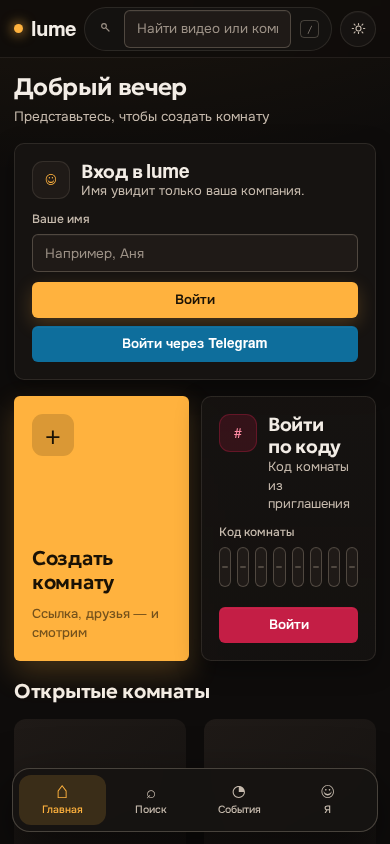 lume
Найти видео или ком
/
Добрый вечер
Представьтесь, чтобы создать комнату
Вход в lume
Имя увидит только ваша компания.
Ваше имя
Например, Аня
Войти
Войти через Telegram
+
Создать
комнату
Ссылка, друзья — и
смотрим
#
Войти
по коду
Код комнаты
из
приглашения
Код комнаты
– – – – – – – –
Войти
Открытые комнаты
Главная
Поиск
События
Я